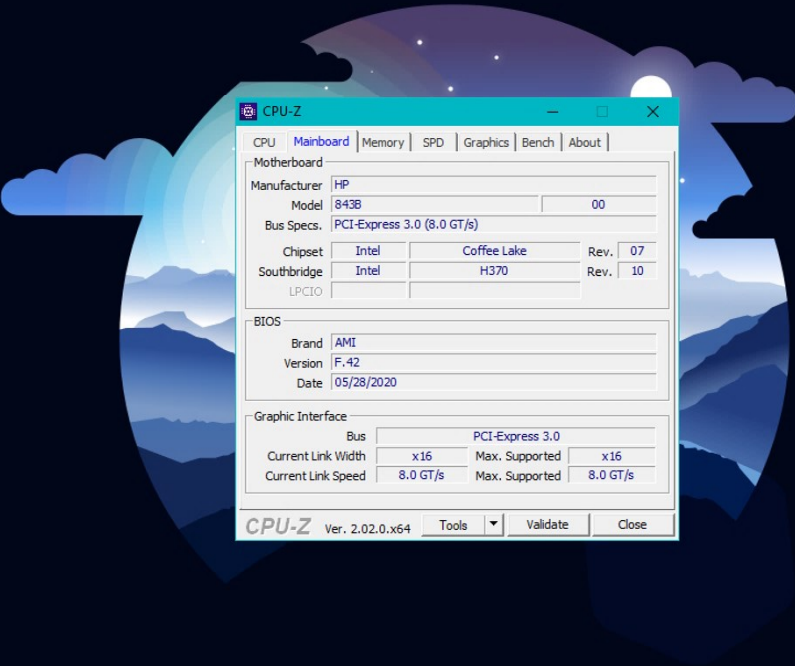 CPU-Z
CPU Mainboard Memory SPD Graphics Bench About
Motherboard
Manufacturer HP
Model 843B 00
Bus Specs. PCI-Express 3.0 (8.0 GT/s)
Chipset Intel Coffee Lake Rev. 07
Southbridge Intel H370 Rev. 10
LPCIO
BIOS
Brand AMI
Version F.42
Date 05/28/2020
Graphic Interface
Bus PCI-Express 3.0
Current Link Width x16 Max. Supported x16
Current Link Speed 8.0 GT/s Max. Supported 8.0 GT/s
CPU-Z Ver. 2.02.0.x64 Tools Validate Close